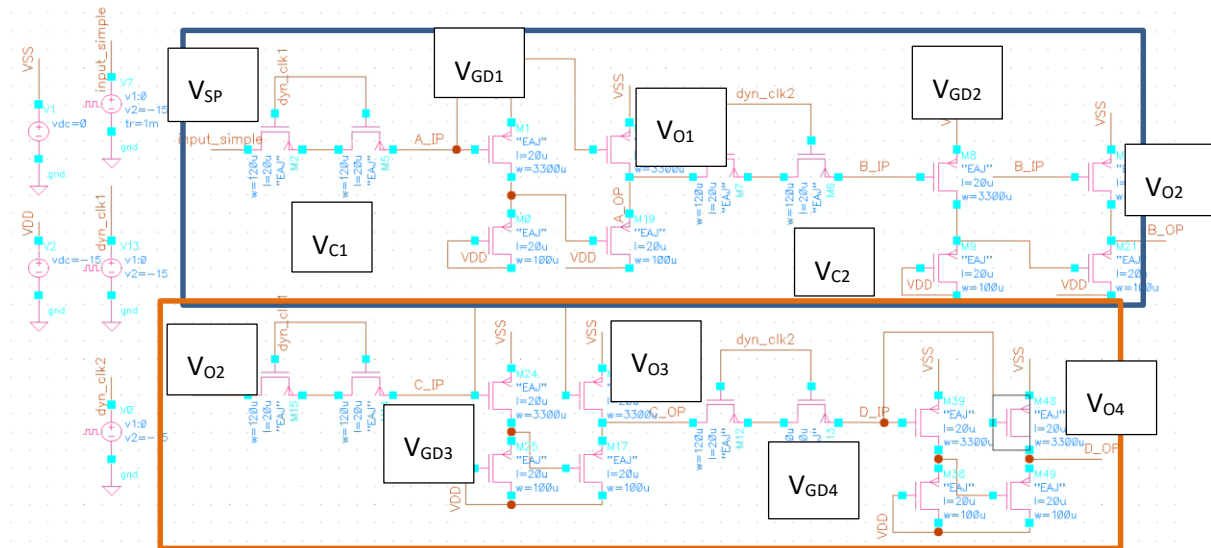 VSS
input_simple
V1
vdc=0
gnd
V7
v1:0
v2=-15
tr=1m
gnd
VDD
V2
vdc=-15
gnd
dyn_clk1
V13
v1:0
v2=-15
gnd
dyn_clk2
V0
v1:0
v2=-15
gnd
VSP
input_simple
dyn_clk1
w=120u
l=20u
"EAJ"
M2
w=120u
l=20u
"EAJ"
M5
VC1
A_IP
VGD1
M1
"EAJ"
l=20u
w=3300u
M0
"EAJ"
l=20u
w=100u
VDD
VSS
w=3300u
A_OP
M19
"EAJ"
l=20u
w=100u
VDD
VO1
dyn_clk2
w=120u
l=20u
"EAJ"
M7
w=120u
l=20u
"EAJ"
M6
VC2
B_IP
VGD2
M8
"EAJ"
l=20u
w=3300u
M9
"EAJ"
l=20u
w=100u
VDD
B_IP
VSS
VO2
B_OP
M21
"EAJ"
l=20u
w=100u
VDD
VO2
w=120u
l=20u
"EAJ"
M15
w=120u
l=20u
"EAJ"
C_IP
VGD3
VSS
M24
"EAJ"
l=20u
w=3300u
M25
"EAJ"
l=20u
w=100u
VDD
VSS
w=3300u
M17
"EAJ"
l=20u
w=100u
VO3
C_OP
dyn_clk2
w=120u
l=20u
"EAJ"
M12
VGD4
D_IP
VSS
M39
"EAJ"
l=20u
w=3300u
M38
"EAJ"
l=20u
w=100u
VDD
VSS
M48
"EAJ"
l=20u
w=3300u
M49
"EAJ"
l=20u
w=100u
VO4